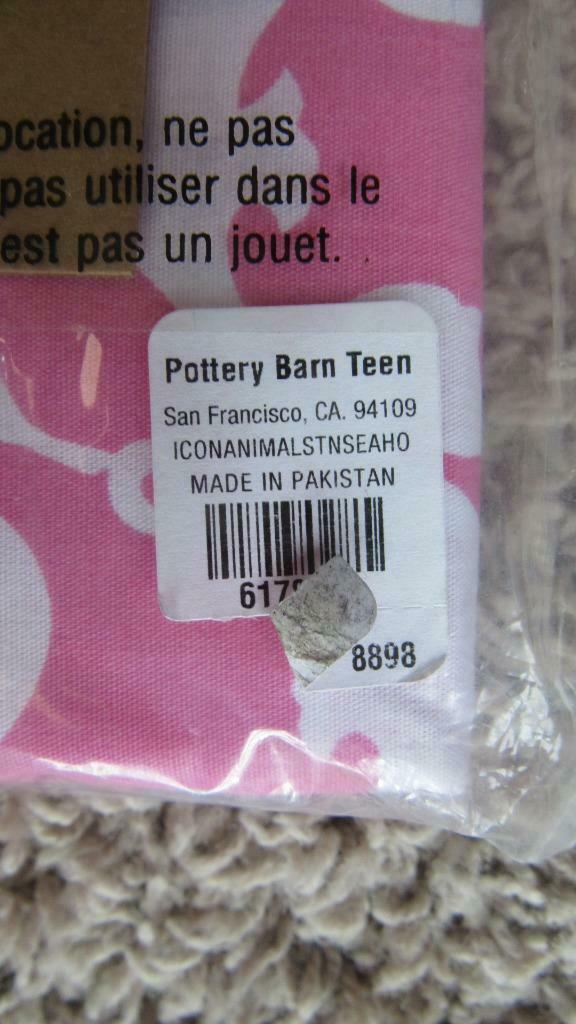 ocation, ne pas
pas utiliser dans le
est pas un jouet.
Pottery Barn Teen
San Francisco, CA. 94109
ICONANIMALSTNSEAHO
MADE IN PAKISTAN
617
8898